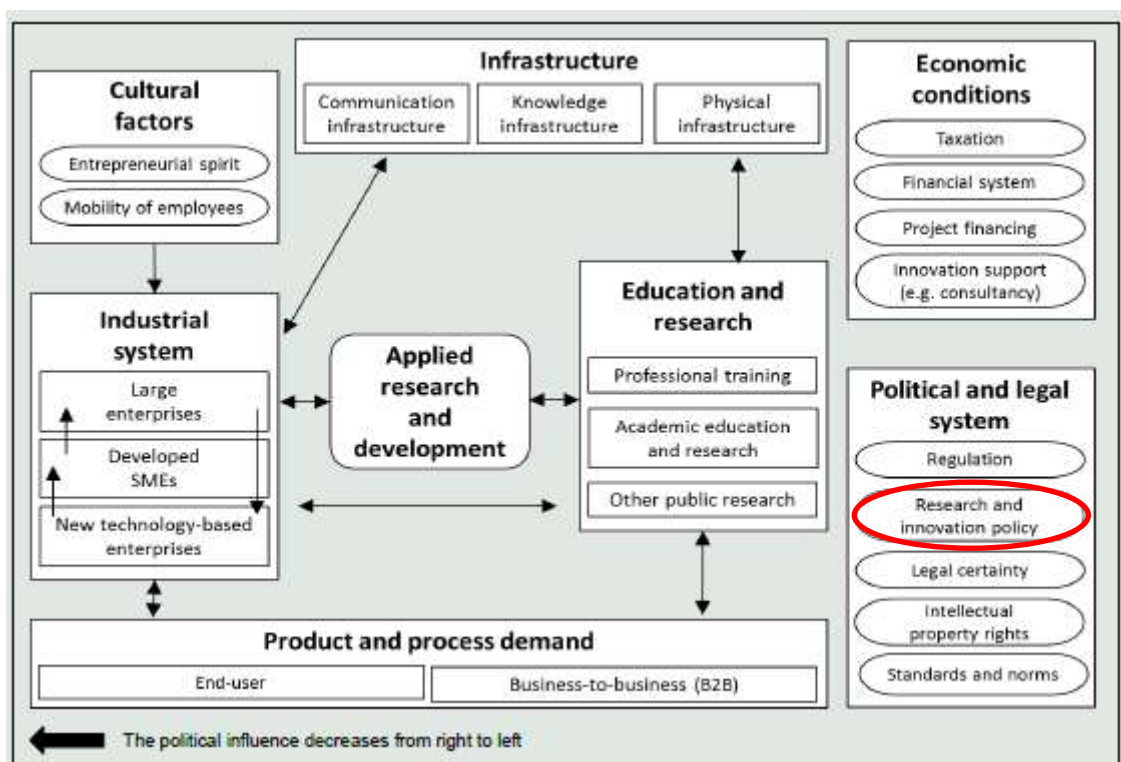 Infrastructure
Communication
infrastructure
Knowledge
infrastructure
Physical
infrastructure
Cultural
factors
Entrepreneurial spirit
Mobility of employees
Economic
conditions
Taxation
Financial system
Project financing
Innovation support
(e.g. consultancy)
Industrial
system
Large
enterprises
Developed
SMEs
New technology-based
enterprises
Applied
research
and
development
Education and
research
Professional training
Academic education
and research
Other public research
Political and legal
system
Regulation
Research and
innovation policy
Legal certainty
Intellectual
property rights
Standards and norms
Product and process demand
End-user
Business-to-business (B2B)
The political influence decreases from right to left